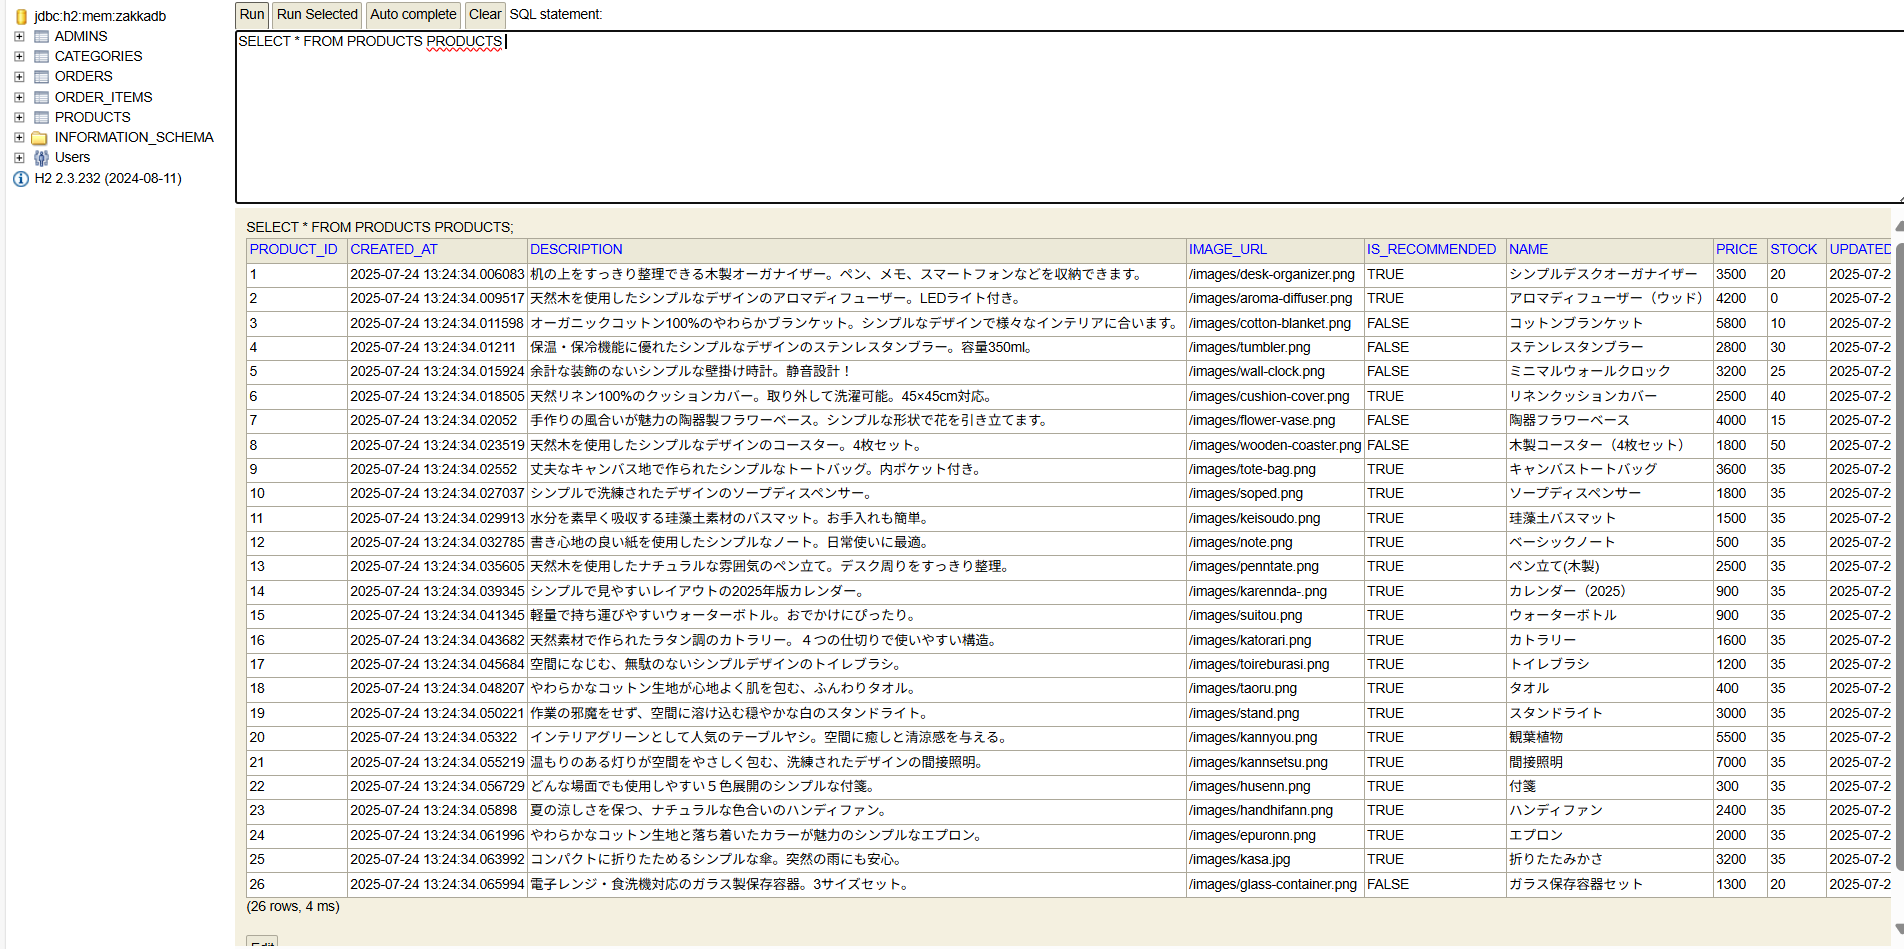 jdbc:h2:mem:zakkadb
ADMINS
CATEGORIES
ORDERS
ORDER_ITEMS
PRODUCTS
INFORMATION_SCHEMA
Users
H2 2.3.232 (2024-08-11)
Run Run Selected Auto complete Clear SQL statement:
SELECT * FROM PRODUCTS PRODUCTS
SELECT * FROM PRODUCTS PRODUCTS;
PRODUCT_ID CREATED_AT DESCRIPTION IMAGE_URL IS_RECOMMENDED NAME PRICE STOCK UPDATED
1 2025-07-24 13:24:34.006083 机の上をすっきり整理できる木製オーガナイザー。ペン、メモ、スマートフォンなどを収納できます。 /images/desk-organizer.png TRUE シンプルデスクオーガナイザー 3500 20 2025-07-2
2 2025-07-24 13:24:34.009517 天然木を使用したシンプルなデザインのアロマディフューザー。LEDライト付き。 /images/aroma-diffuser.png TRUE アロマディフューザー（ウッド） 4200 0 2025-07-2
3 2025-07-24 13:24:34.011598 オーガニックコットン100%のやわらかブランケット。シンプルなデザインで様々なインテリアに合います。 /images/cotton-blanket.png FALSE コットンブランケット 5800 10 2025-07-2
4 2025-07-24 13:24:34.01211 保温・保冷機能に優れたシンプルなデザインのステンレスタンブラー。容量350ml。 /images/tumbler.png FALSE ステンレスタンブラー 2800 30 2025-07-2
5 2025-07-24 13:24:34.015924 余計な装飾のないシンプルな壁掛け時計。静音設計！ /images/wall-clock.png FALSE ミニマルウォールクロック 3200 25 2025-07-2
6 2025-07-24 13:24:34.018505 天然リネン100%のクッションカバー。取り外して洗濯可能。45×45cm対応。 /images/cushion-cover.png TRUE リネンクッションカバー 2500 40 2025-07-2
7 2025-07-24 13:24:34.02052 手作りの風合いが魅力の陶器製フラワーベース。シンプルな形状で花を引き立てます。 /images/flower-vase.png FALSE 陶器フラワーベース 4000 15 2025-07-2
8 2025-07-24 13:24:34.023519 天然木を使用したシンプルなデザインのコースター。4枚セット。 /images/wooden-coaster.png FALSE 木製コースター（4枚セット） 1800 50 2025-07-2
9 2025-07-24 13:24:34.02552 丈夫なキャンバス地で作られたシンプルなトートバッグ。内ポケット付き。 /images/tote-bag.png TRUE キャンバストートバッグ 3600 35 2025-07-2
10 2025-07-24 13:24:34.027037 シンプルで洗練されたデザインのソープディスペンサー。 /images/soped.png TRUE ソープディスペンサー 1800 35 2025-07-2
11 2025-07-24 13:24:34.029913 水分を素早く吸収する珪藻土素材のバスマット。お手入れも簡単。 /images/keisoudo.png TRUE 珪藻土バスマット 1500 35 2025-07-2
12 2025-07-24 13:24:34.032785 書き心地の良い紙を使用したシンプルなノート。日常使いに最適。 /images/note.png TRUE ベーシックノート 500 35 2025-07-2
13 2025-07-24 13:24:34.035605 天然木を使用したナチュラルな雰囲気のペン立て。デスク周りをすっきり整理。 /images/penntate.png TRUE ペン立て(木製) 2500 35 2025-07-2
14 2025-07-24 13:24:34.039345 シンプルで見やすいレイアウトの2025年版カレンダー。 /images/karennda-.png TRUE カレンダー（2025） 900 35 2025-07-2
15 2025-07-24 13:24:34.041345 軽量で持ち運びやすいウォーターボトル。おでかけにぴったり。 /images/suitou.png TRUE ウォーターボトル 900 35 2025-07-2
16 2025-07-24 13:24:34.043682 天然素材で作られたラタン調のカトラリー。４つの仕切りで使いやすい構造。 /images/katorari.png TRUE カトラリー 1600 35 2025-07-2
17 2025-07-24 13:24:34.045684 空間になじむ、無駄のないシンプルデザインのトイレブラシ。 /images/toireburasi.png TRUE トイレブラシ 1200 35 2025-07-2
18 2025-07-24 13:24:34.048207 やわらかなコットン生地が心地よく肌を包む、ふんわりタオル。 /images/taoru.png TRUE タオル 400 35 2025-07-2
19 2025-07-24 13:24:34.050221 作業の邪魔をせず、空間に溶け込む穏やかな白のスタンドライト。 /images/stand.png TRUE スタンドライト 3000 35 2025-07-2
20 2025-07-24 13:24:34.05322 インテリアグリーンとして人気のテーブルヤシ。空間に癒しと清涼感を与える。 /images/kannyou.png TRUE 観葉植物 5500 35 2025-07-2
21 2025-07-24 13:24:34.055219 温もりのある灯りが空間をやさしく包む、洗練されたデザインの間接照明。 /images/kannsetsu.png TRUE 間接照明 7000 35 2025-07-2
22 2025-07-24 13:24:34.056729 どんな場面でも使用しやすい５色展開のシンプルな付箋。 /images/husenn.png TRUE 付箋 300 35 2025-07-2
23 2025-07-24 13:24:34.05898 夏の涼しさを保つ、ナチュラルな色合いのハンディファン。 /images/handhifann.png TRUE ハンディファン 2400 35 2025-07-2
24 2025-07-24 13:24:34.061996 やわらかなコットン生地と落ち着いたカラーが魅力のシンプルなエプロン。 /images/epuronn.png TRUE エプロン 2000 35 2025-07-2
25 2025-07-24 13:24:34.063992 コンパクトに折りたためるシンプルな傘。突然の雨にも安心。 /images/kasa.jpg TRUE 折りたたみかさ 3200 35 2025-07-2
26 2025-07-24 13:24:34.065994 電子レンジ・食洗機対応のガラス製保存容器。3サイズセット。 /images/glass-container.png FALSE ガラス保存容器セット 1300 20 2025-07-2
(26 rows, 4 ms)
Edit